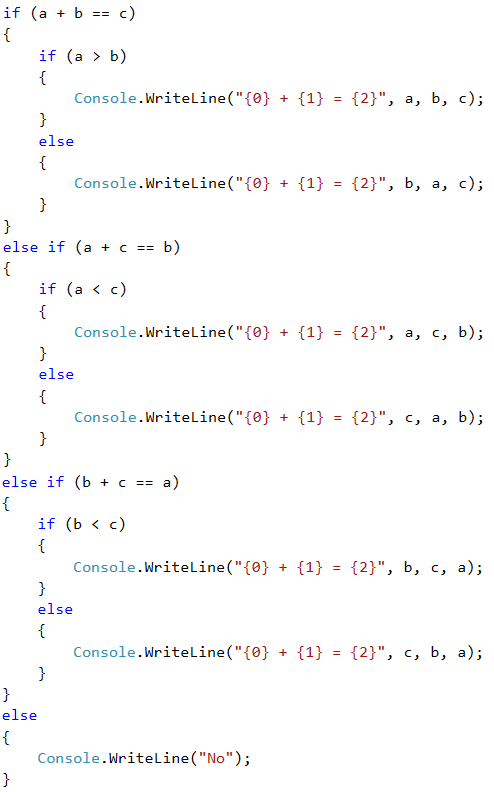 if (a + b == c)
{
    if (a > b)
    {
        Console.WriteLine("{0} + {1} = {2}", a, b, c);
    }
    else
    {
        Console.WriteLine("{0} + {1} = {2}", b, a, c);
    }
}
else if (a + c == b)
{
    if (a < c)
    {
        Console.WriteLine("{0} + {1} = {2}", a, c, b);
    }
    else
    {
        Console.WriteLine("{0} + {1} = {2}", c, a, b);
    }
}
else if (b + c == a)
{
    if (b < c)
    {
        Console.WriteLine("{0} + {1} = {2}", b, c, a);
    }
    else
    {
        Console.WriteLine("{0} + {1} = {2}", c, b, a);
    }
}
else
{
    Console.WriteLine("No");
}